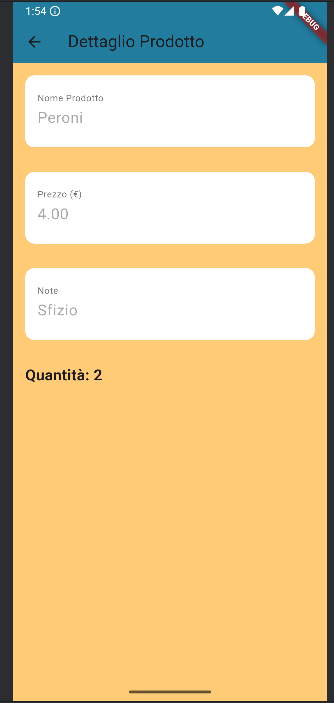 1:54
DEBUG
Dettaglio Prodotto
Nome Prodotto
Peroni
Prezzo (€)
4.00
Note
Sfizio
Quantità: 2